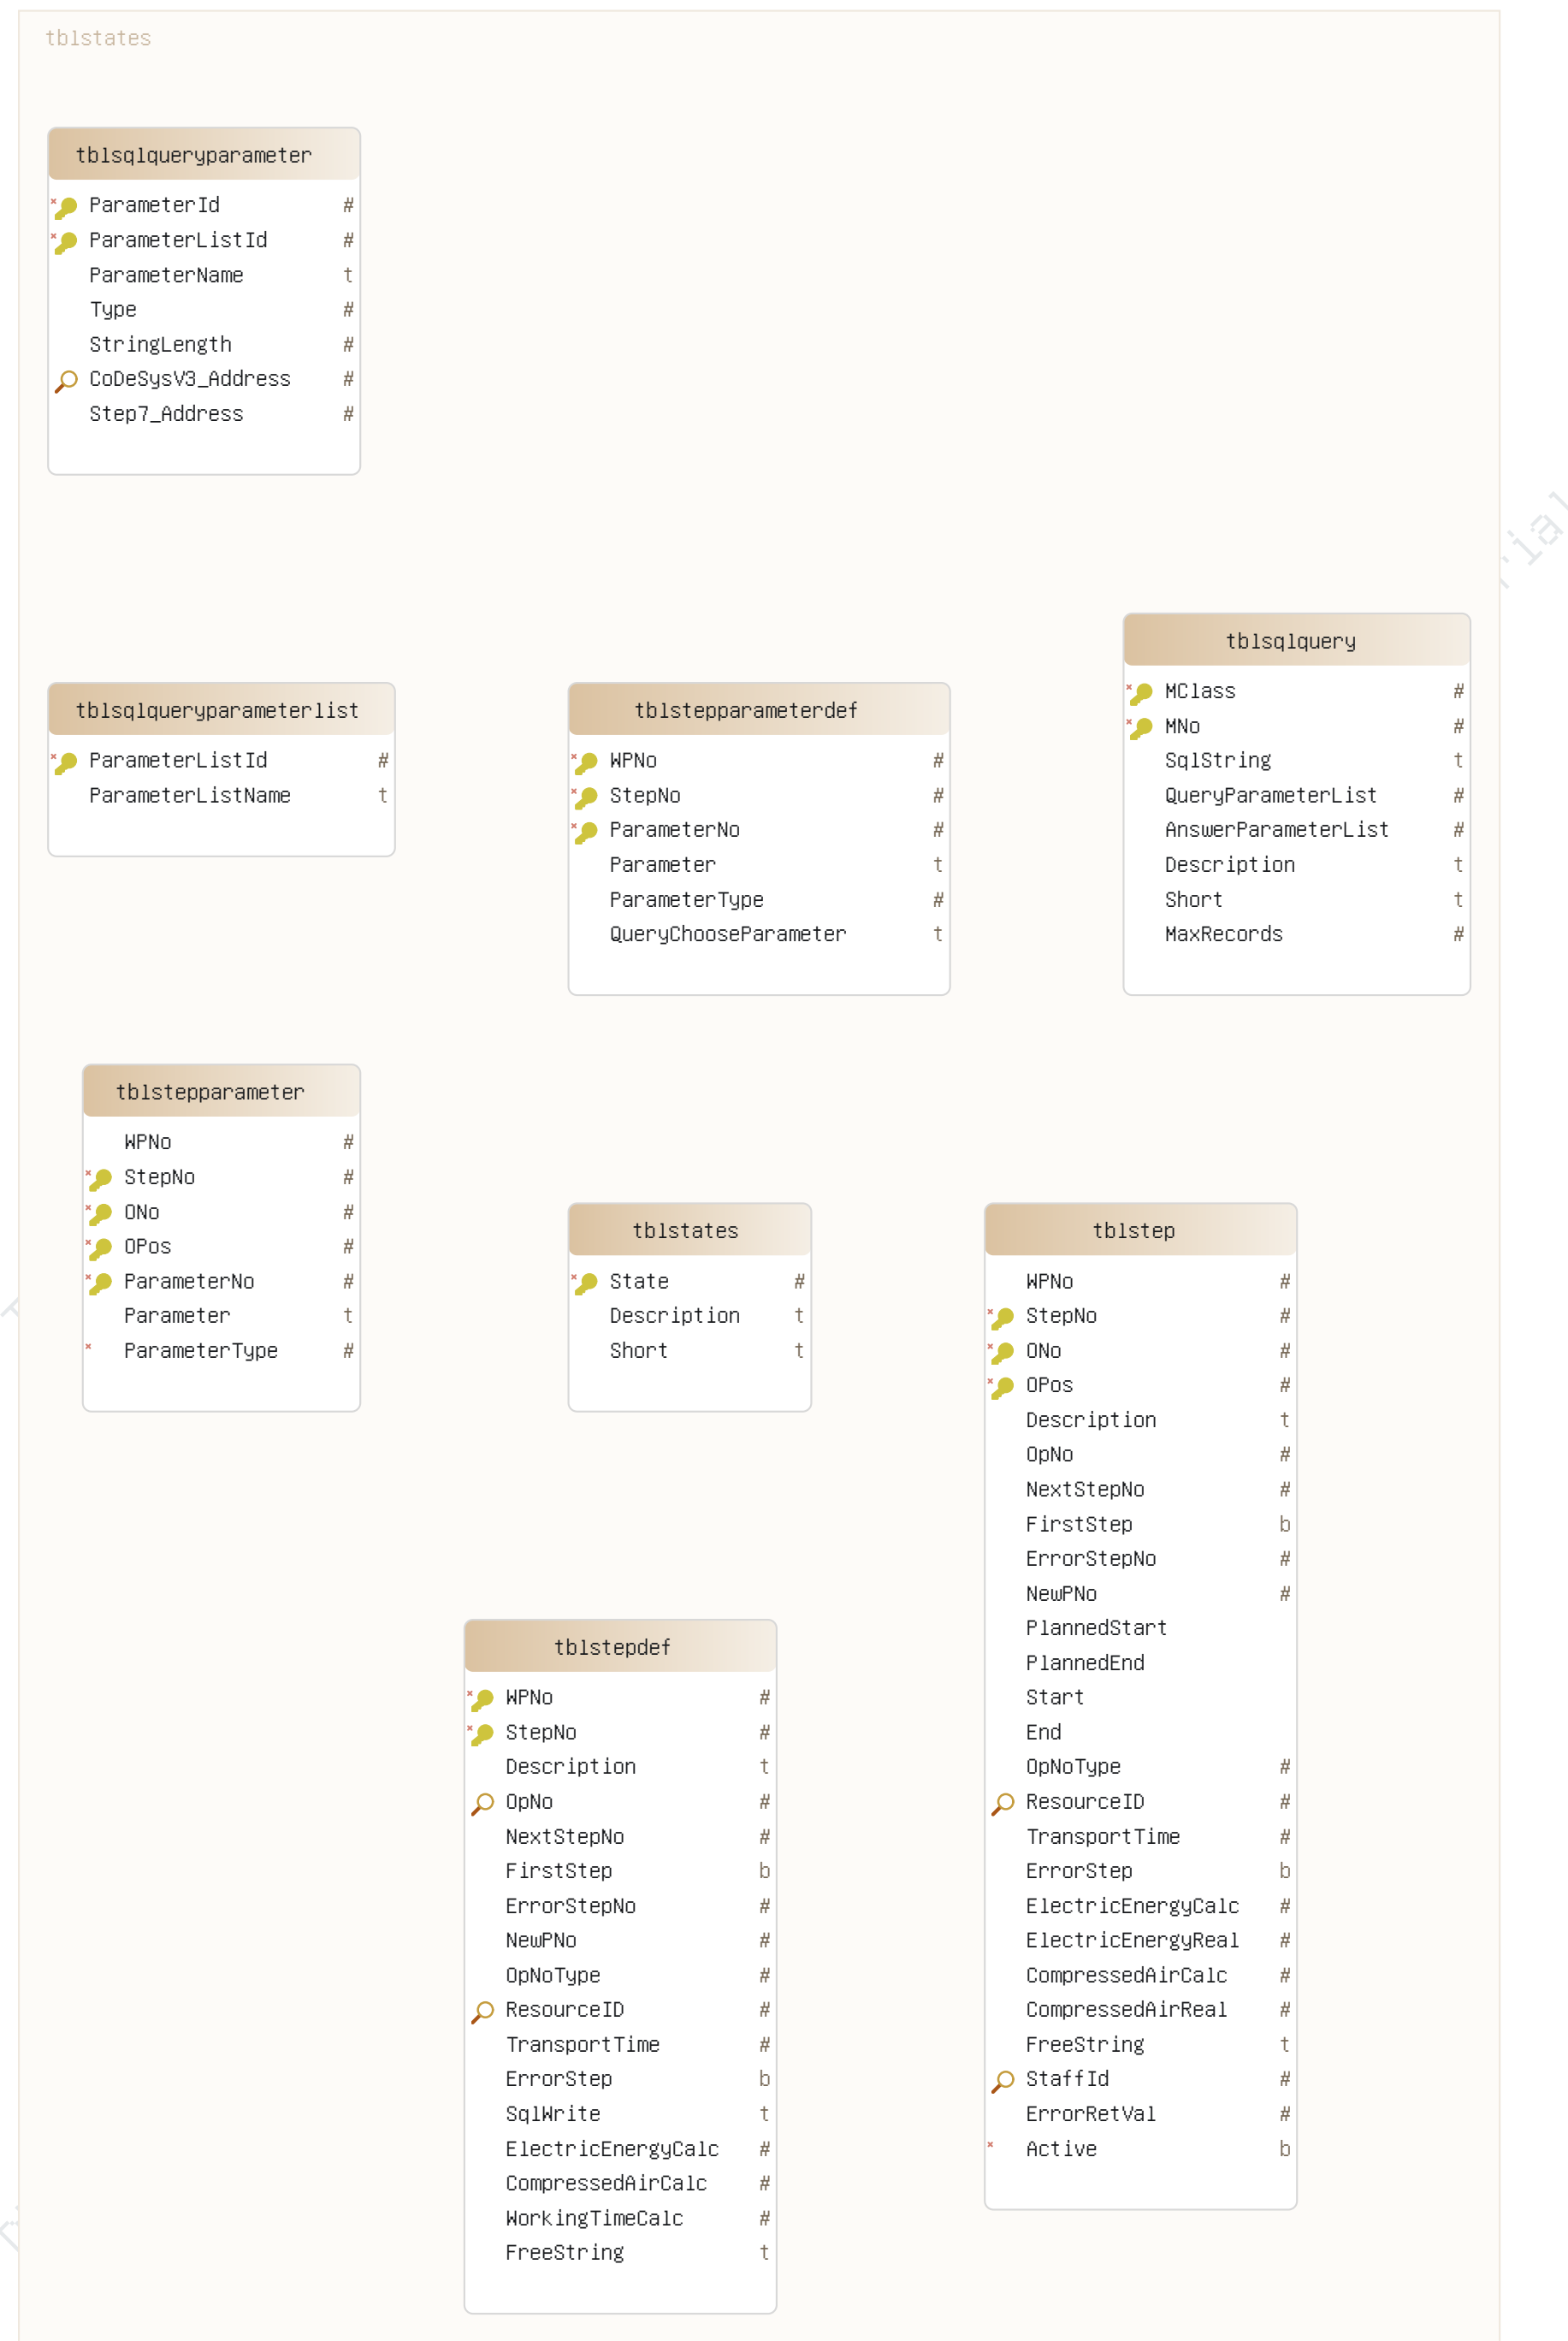 tblstates
tblsqlqueryparameter
ParameterId #
ParameterListId #
ParameterName t
Type #
StringLength #
CoDeSysV3_Address #
Step7_Address #
tblsqlqueryparameterlist
ParameterListId #
ParameterListName t
tblstepparameterdef
WPNo #
StepNo #
ParameterNo #
Parameter t
ParameterType #
QueryChooseParameter t
tblsqlquery
MClass #
MNo #
SqlString t
QueryParameterList #
AnswerParameterList #
Description t
Short t
MaxRecords #
tblstepparameter
WPNo #
StepNo #
ONo #
OPos #
ParameterNo #
Parameter t
ParameterType #
tblstates
State #
Description t
Short t
tblstep
WPNo #
StepNo #
ONo #
OPos #
Description t
OpNo #
NextStepNo #
FirstStep b
ErrorStepNo #
NewPNo #
PlannedStart
PlannedEnd
Start
End
OpNoType #
ResourceID #
TransportTime #
ErrorStep b
ElectricEnergyCalc #
ElectricEnergyReal #
CompressedAirCalc #
CompressedAirReal #
FreeString t
StaffId #
ErrorRetVal #
Active b
tblstepdef
WPNo #
StepNo #
Description t
OpNo #
NextStepNo #
FirstStep b
ErrorStepNo #
NewPNo #
OpNoType #
ResourceID #
TransportTime #
ErrorStep b
SqlWrite t
ElectricEnergyCalc #
CompressedAirCalc #
WorkingTimeCalc #
FreeString t